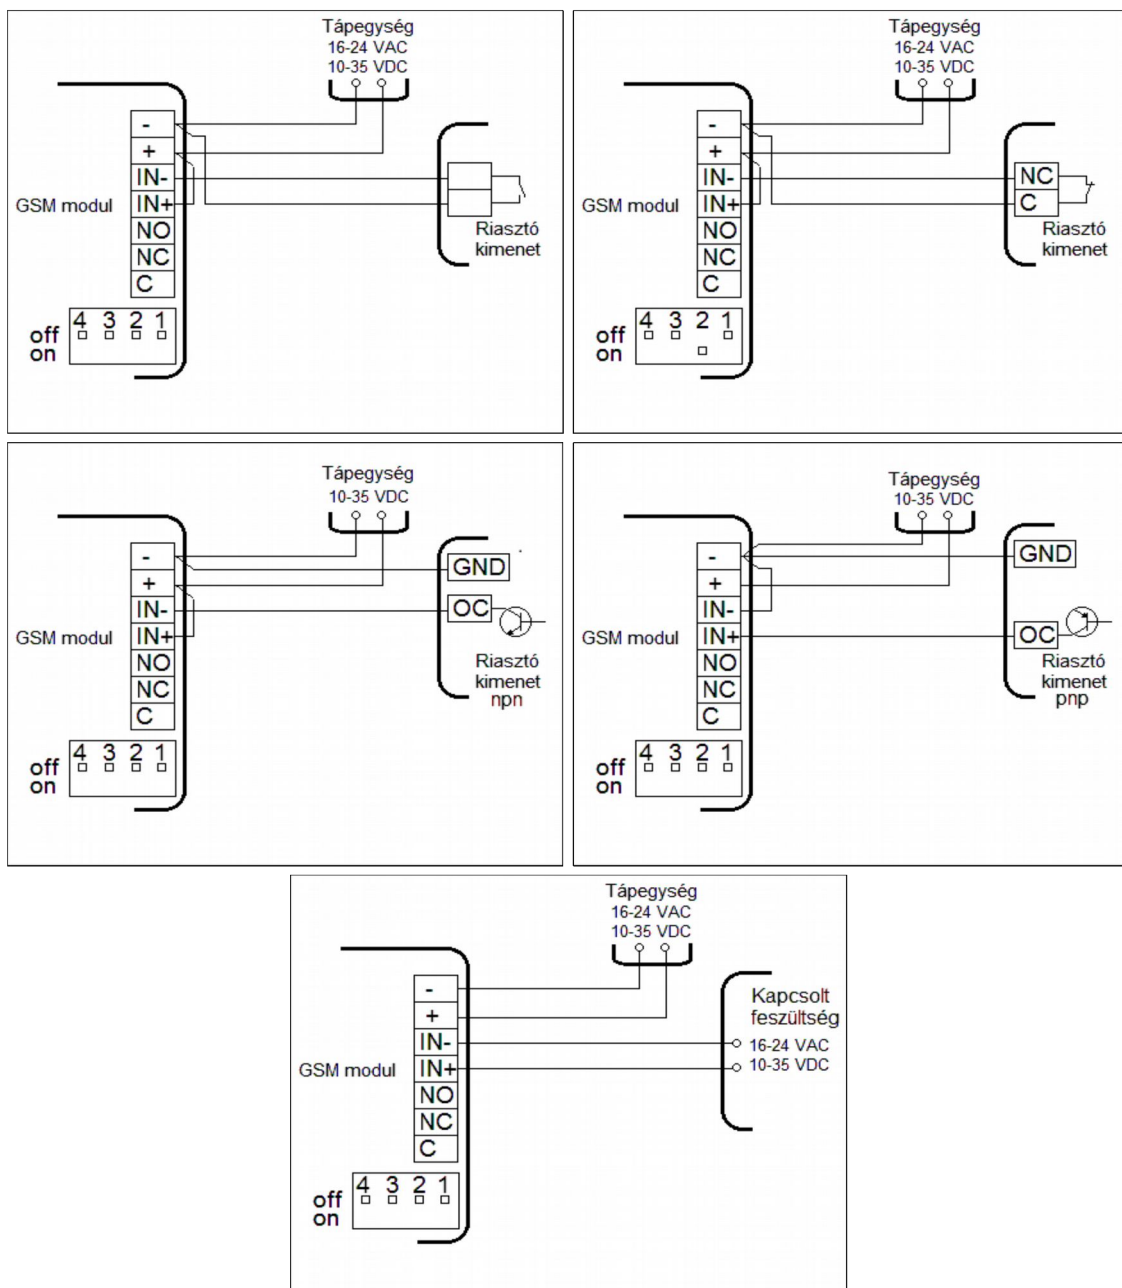 Tápegység
16-24 VAC
10-35 VDC
-
+
IN-
IN+
NO
NC
C
GSM modul
Riasztó
kimenet
4 3 2 1
off
on
Tápegység
16-24 VAC
10-35 VDC
-
+
IN-
IN+
NO
NC
C
GSM modul
NC
C
Riasztó
kimenet
4 3 2 1
off
on
Tápegység
10-35 VDC
-
+
IN-
IN+
NO
NC
C
GSM modul
GND
OC
Riasztó
kimenet
npn
4 3 2 1
off
on
Tápegység
10-35 VDC
-
+
IN-
IN+
NO
NC
C
GSM modul
GND
OC
Riasztó
kimenet
pnp
4 3 2 1
off
on
Tápegység
16-24 VAC
10-35 VDC
-
+
IN-
IN+
NO
NC
C
GSM modul
Kapcsolt
feszültség
16-24 VAC
10-35 VDC
4 3 2 1
off
on